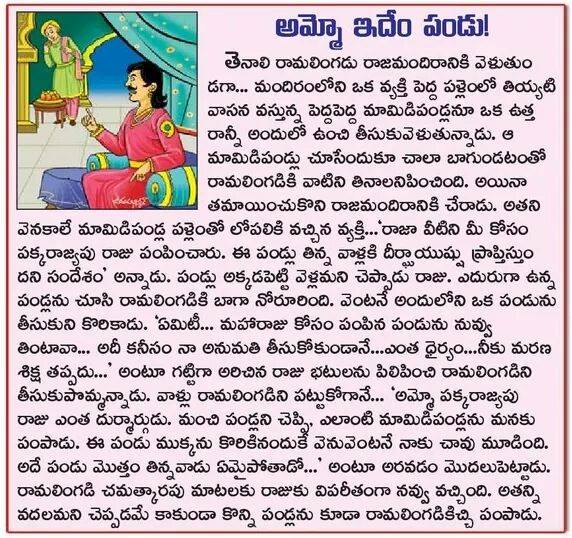 అమ్మో ఇదేం పండు!
తెనాలి రామలింగడు రాజమందిరానికి వెళుతుం
డగా... మందిరంలోని ఒక వ్యక్తి పెద్ద పళ్లెంలో తియ్యటి
వాసన వస్తున్న పెద్దపెద్ద మామిడిపండ్లనూ ఒక ఉత్త
రాన్నీ అందులో ఉంచి తీసుకువెళుతున్నాడు. ఆ
మామిడిపండ్లు చూసేందుకూ చాలా బాగుండటంతో
రామలింగడికి వాటిని తినాలనిపించింది. అయినా
తమాయించుకొని రాజమందిరానికి చేరాడు. అతని
వెనకాలే మామిడిపండ్ల పళ్లెంతో లోపలికి వచ్చిన వ్యక్తి...‘రాజా వీటిని మీ కోసం
పక్కరాజ్యపు రాజు పంపించారు. ఈ పండ్లు తిన్న వాళ్లకి దీర్ఘాయుష్షు ప్రాప్తిస్తుం
దని సందేశం’ అన్నాడు. పండ్లు అక్కడపెట్టి వెళ్లమని చెప్పాడు రాజు. ఎదురుగా ఉన్న
పండ్లను చూసి రామలింగడికి బాగా నోరూరింది. వెంటనే అందులోని ఒక పండును
తీసుకుని కొరికాడు. ‘ఏమిటీ... మహారాజు కోసం పంపిన పండును నువ్వు
తింటావా... అదీ కనీసం నా అనుమతి తీసుకోకుండానే...ఎంత ధైర్యం...నీకు మరణ
శిక్ష తప్పదు...’ అంటూ గట్టిగా అరిచిన రాజు భటులను పిలిపించి రామలింగడిని
తీసుకుపొమ్మన్నాడు. వాళ్లు రామలింగడిని పట్టుకోగానే... ‘అమ్మో పక్కరాజ్యపు
రాజు ఎంత దుర్మార్గుడు. మంచి పండ్లని చెప్పి, ఎలాంటి మామిడిపండ్లను మనకు
పంపాడు. ఈ పండు ముక్కను కొరికినందుకే వెనువెంటనే నాకు చావు మూడింది.
అదే పండు మొత్తం తిన్నవాడు ఏమైపోతాడో...’ అంటూ అరవడం మొదలుపెట్టాడు.
రామలింగడి చమత్కారపు మాటలకు రాజుకు విపరీతంగా నవ్వు వచ్చింది. అతన్ని
వదలమని చెప్పడమే కాకుండా కొన్ని పండ్లను కూడా రామలింగడికిచ్చి పంపాడు.